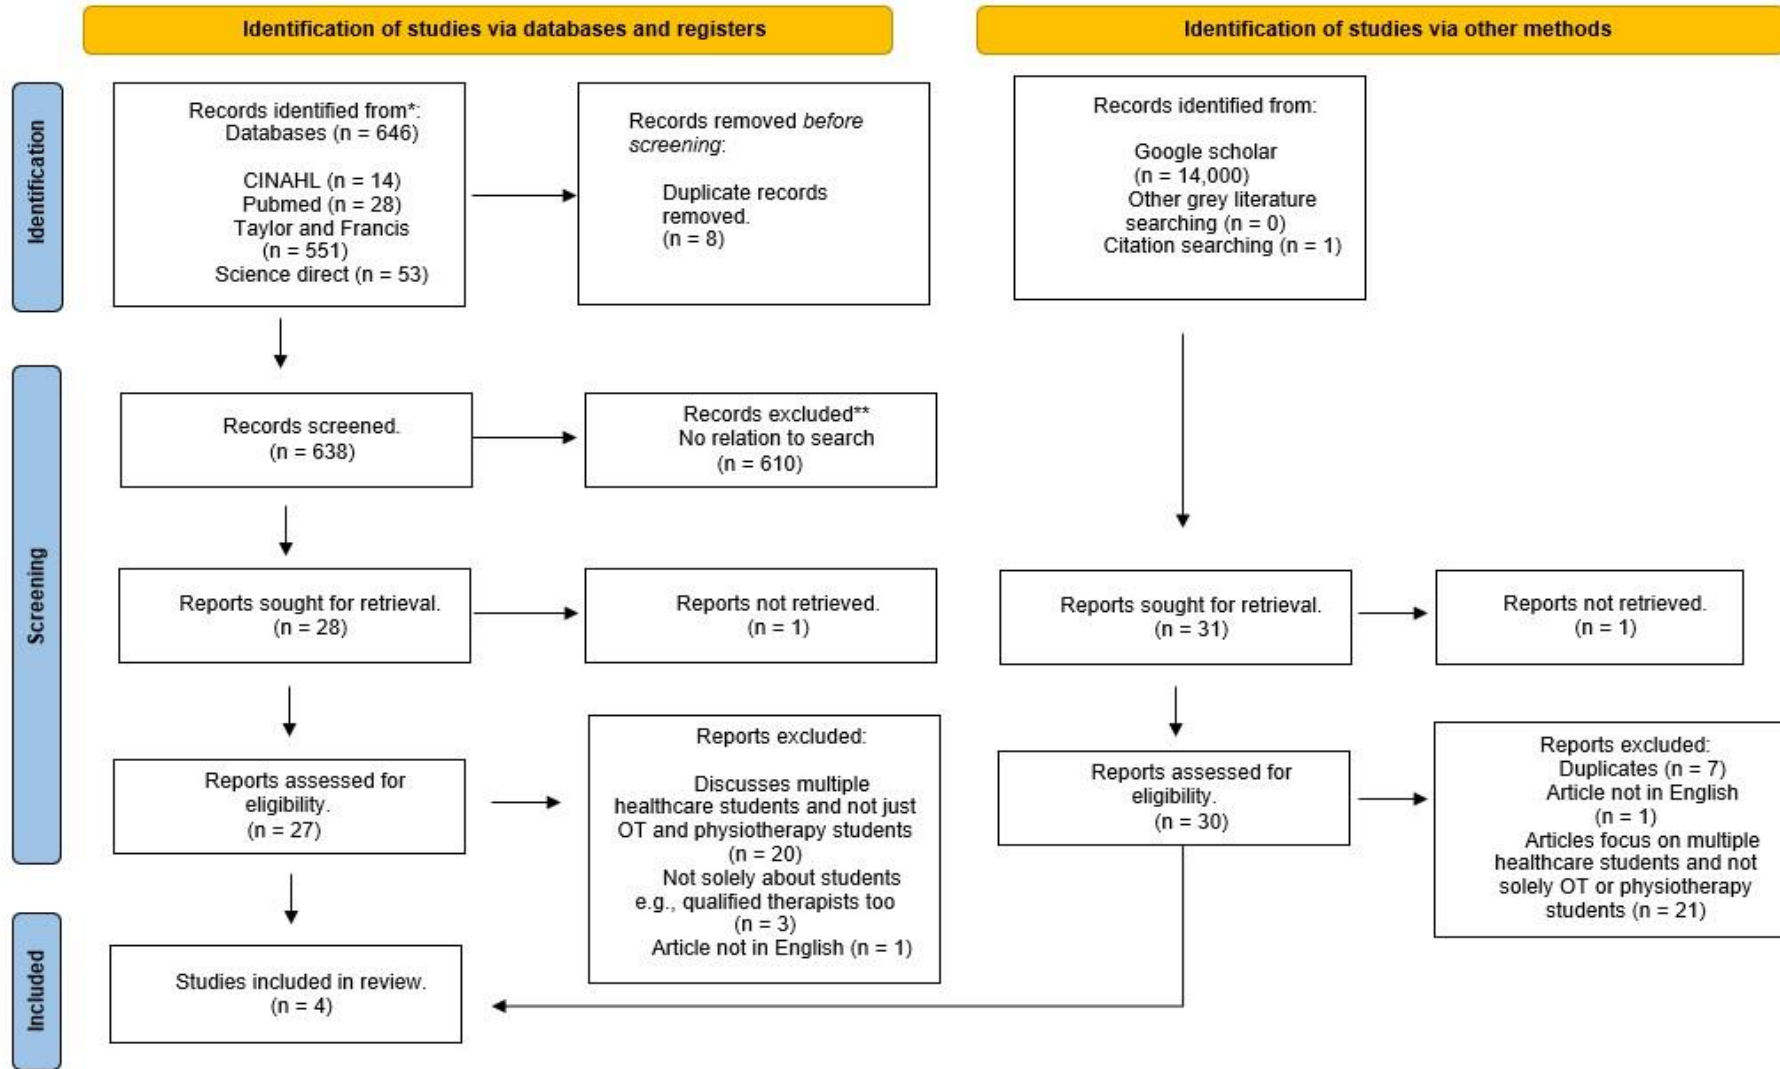 Identification of studies via databases and registers
Identification of studies via other methods
Identification
Records identified from*:
Databases (n = 646)
CINAHL (n = 14)
Pubmed (n = 28)
Taylor and Francis
(n = 551)
Science direct (n = 53)
Records removed before
screening:
Duplicate records
removed.
(n = 8)
Records identified from:
Google scholar
(n = 14,000)
Other grey literature
searching (n = 0)
Citation searching (n = 1)
Screening
Records screened.
(n = 638)
Records excluded**
No relation to search
(n = 610)
Reports sought for retrieval.
(n = 28)
Reports not retrieved.
(n = 1)
Reports sought for retrieval.
(n = 31)
Reports not retrieved.
(n = 1)
Reports assessed for
eligibility.
(n = 27)
Reports excluded:
Discusses multiple
healthcare students and not just
OT and physiotherapy students
(n = 20)
Not solely about students
e.g., qualified therapists too
(n = 3)
Article not in English (n = 1)
Reports assessed for
eligibility.
(n = 30)
Reports excluded:
Duplicates (n = 7)
Article not in English
(n = 1)
Articles focus on multiple
healthcare students and not
solely OT or physiotherapy
students (n = 21)
Included
Studies included in review.
(n = 4)